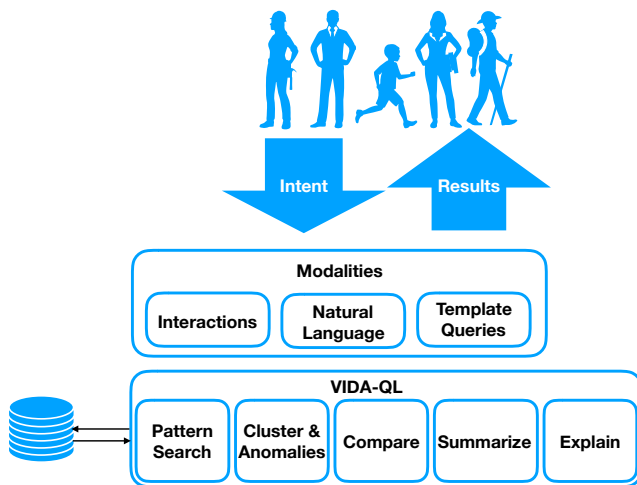 Intent
Results
Modalities
Interactions
Natural
Language
Template
Queries
VIDA-QL
Pattern
Search
Cluster &
Anomalies
Compare
Summarize
Explain